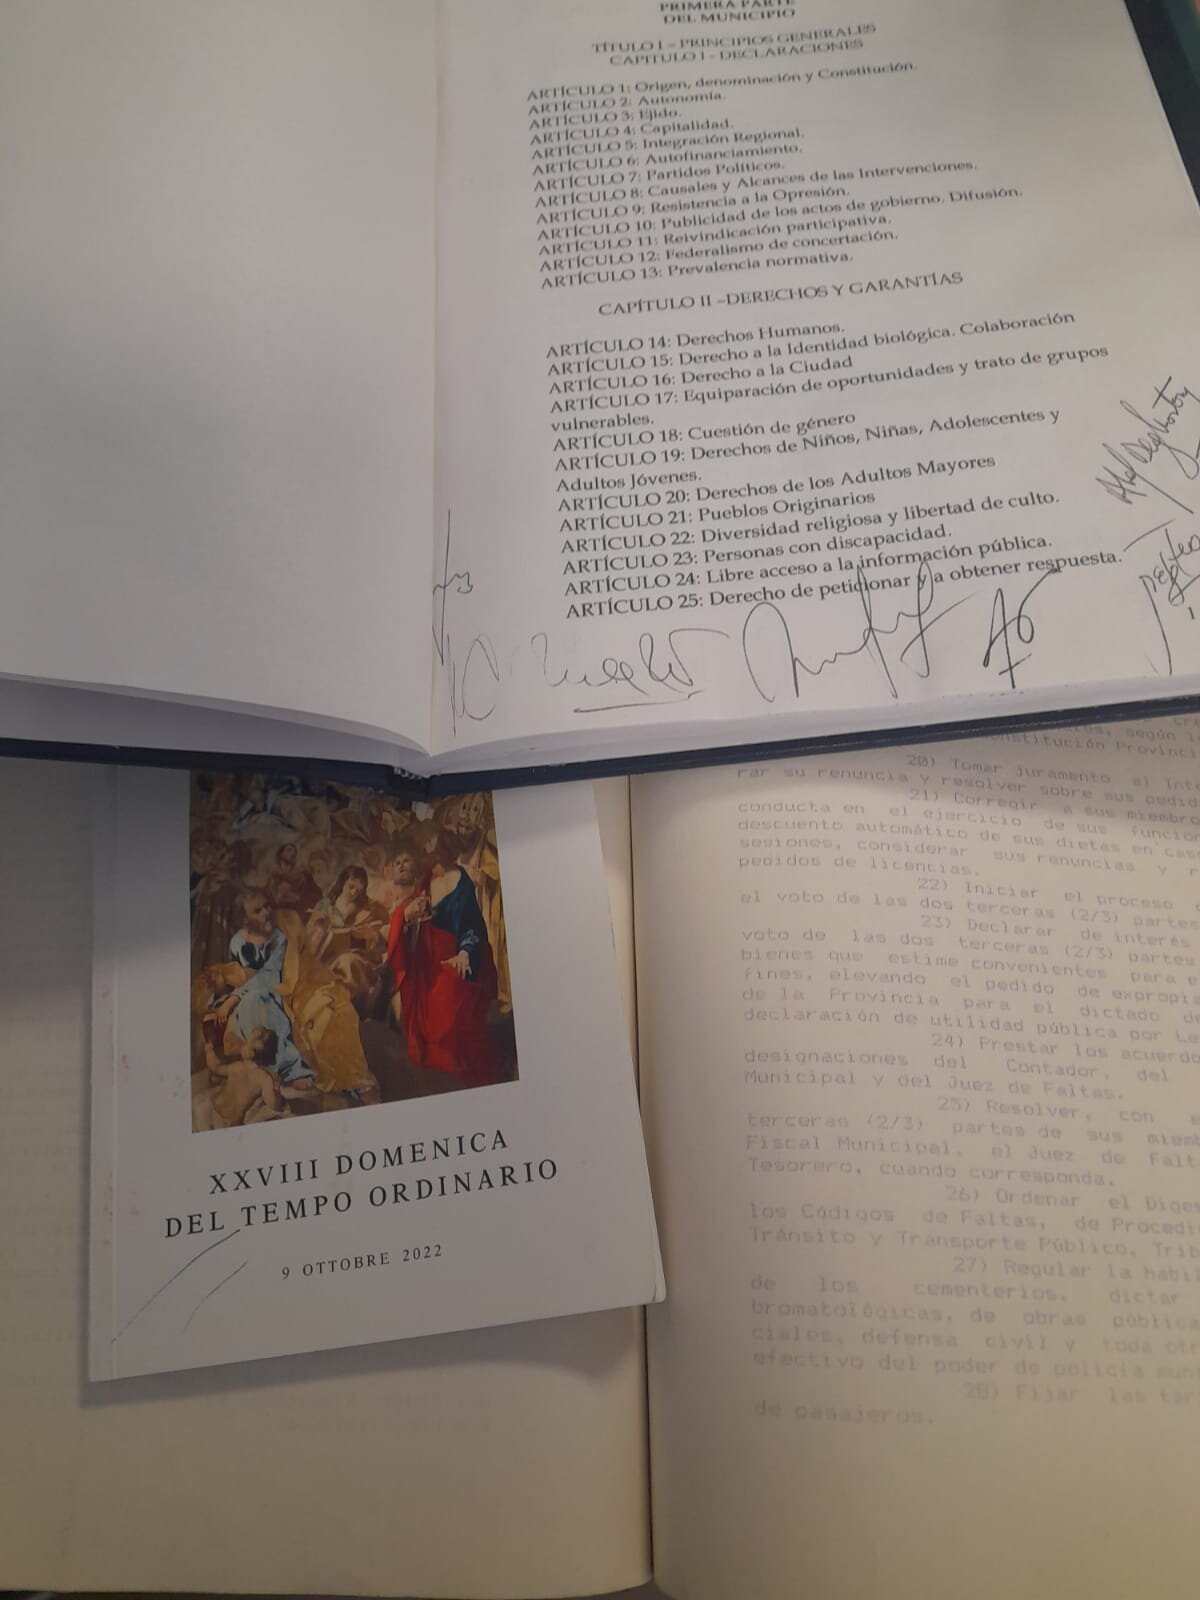 PRIMERA PARTE
DEL MUNICIPIO
TÍTULO I - PRINCIPIOS GENERALES
CAPITULO I - DECLARACIONES
ARTÍCULO 1: Origen, denominación y Constitución.
ARTÍCULO 2: Autonomía.
ARTÍCULO 3: Ejido.
ARTÍCULO 4: Capitalidad.
ARTÍCULO 5: Integración Regional.
ARTÍCULO 6: Autofinanciamiento.
ARTÍCULO 7: Partidos Políticos.
ARTÍCULO 8: Causales y Alcances de las Intervenciones.
ARTÍCULO 9: Resistencia a la Opresión.
ARTÍCULO 10: Publicidad de los actos de gobierno. Difusión.
ARTÍCULO 11: Reivindicación participativa.
ARTÍCULO 12: Federalismo de concertación.
ARTÍCULO 13: Prevalencia normativa.
CAPÍTULO II –DERECHOS Y GARANTÍAS
ARTÍCULO 14: Derechos Humanos.
ARTÍCULO 15: Derecho a la Identidad biológica. Colaboración
ARTÍCULO 16: Derecho a la Ciudad
ARTÍCULO 17: Equiparación de oportunidades y trato de grupos
vulnerables.
ARTÍCULO 18: Cuestión de género
ARTÍCULO 19: Derechos de Niños, Niñas, Adolescentes y
Adultos Jóvenes.
ARTÍCULO 20: Derechos de los Adultos Mayores
ARTÍCULO 21: Pueblos Originarios
ARTÍCULO 22: Diversidad religiosa y libertad de culto.
ARTÍCULO 23: Personas con discapacidad.
ARTÍCULO 24: Libre acceso a la información pública.
ARTÍCULO 25: Derecho de peticionar y a obtener respuesta.
1
XXVIII DOMENICA
DEL TEMPO ORDINARIO
9 OTTOBRE 2022
según l
nstitución Provinci
20) Tomar juramento al Inte
rar su renuncia y resolver sobre sus pedid
21) Corregir a sus miembro
conducta en el ejercicio de sus funcion
descuento automático de sus dietas en cas
sesiones, considerar sus renuncias y r
pedidos de licencias.
22) Iniciar el proceso
el voto de las dos terceras (2/3) partes
23) Declarar de interés
voto de las dos terceras (2/3) partes
bienes que estime convenientes para e
fines, elevando el pedido de expropia
de la Provincia para el dictado de
declaración de utilidad pública por Le
24) Prestar los acuerdo
designaciones del Contador, del
Municipal y del Juez de Faltas.
25) Resolver, con
terceras (2/3) partes de sus miemb
Fiscal Municipal, el Juez de Falt
Tesorero, cuando corresponda.
26) Ordenar el Diges
los Códigos de Faltas, de Procedi
Tránsito y Transporte Público, Trib
27) Regular la habil
de los cementerios, dictar
bromatológicas, de obras pública
ciales, defensa civil y toda otr
efectivo del poder de policía mun
28) Fijar las tar
de pasajeros.